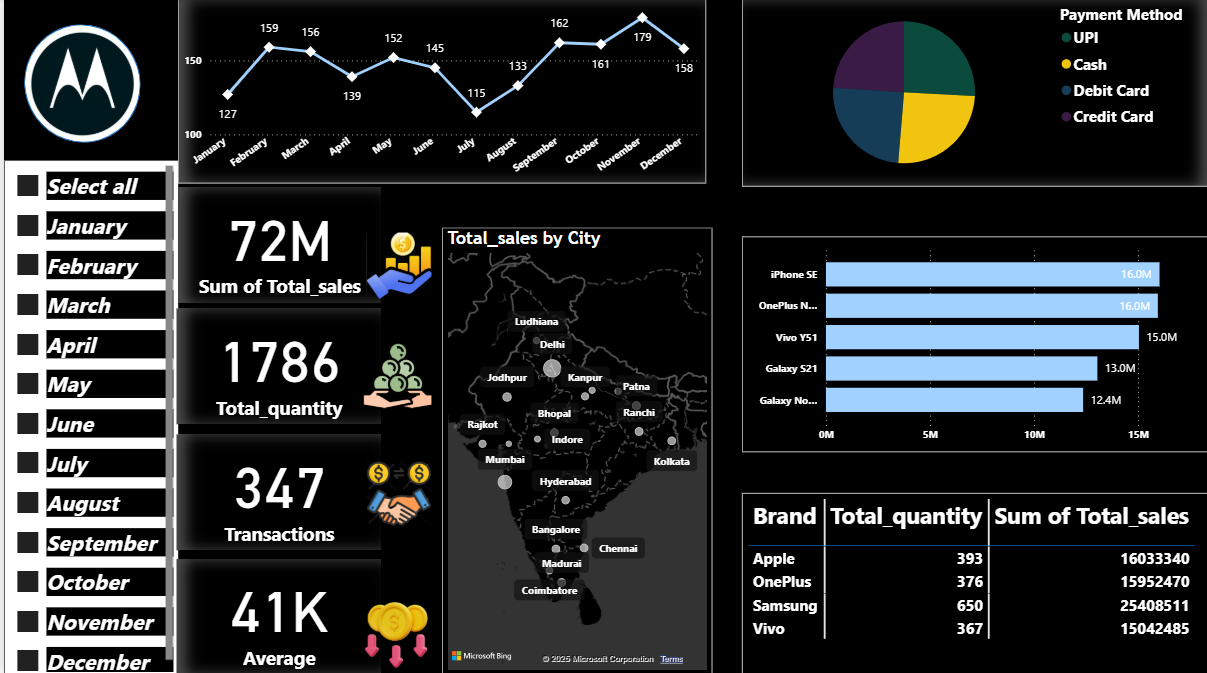 Select all
January
February
March
April
May
June
July
August
September
October
November
December
150
100
127
159
156
139
152
145
115
133
162
161
179
158
January
February
March
April
May
June
July
August
September
October
November
December
72M
Sum of Total_sales
1786
Total_quantity
347
Transactions
41K
Average
Total_sales by City
Ludhiana
Delhi
Jodhpur
Kanpur
Patna
Bhopal
Ranchi
Rajkot
Indore
Mumbai
Kolkata
Hyderabad
Bangalore
Chennai
Madurai
Coimbatore
Microsoft Bing
© 2025 Microsoft Corporation Terms
Payment Method
UPI
Cash
Debit Card
Credit Card
iPhone SE 16.0M
OnePlus N... 16.0M
Vivo Y51 15.0M
Galaxy S21 13.0M
Galaxy No... 12.4M
0M 5M 10M 15M
Brand Total_quantity Sum of Total_sales
Apple 393 16033340
OnePlus 376 15952470
Samsung 650 25408511
Vivo 367 15042485